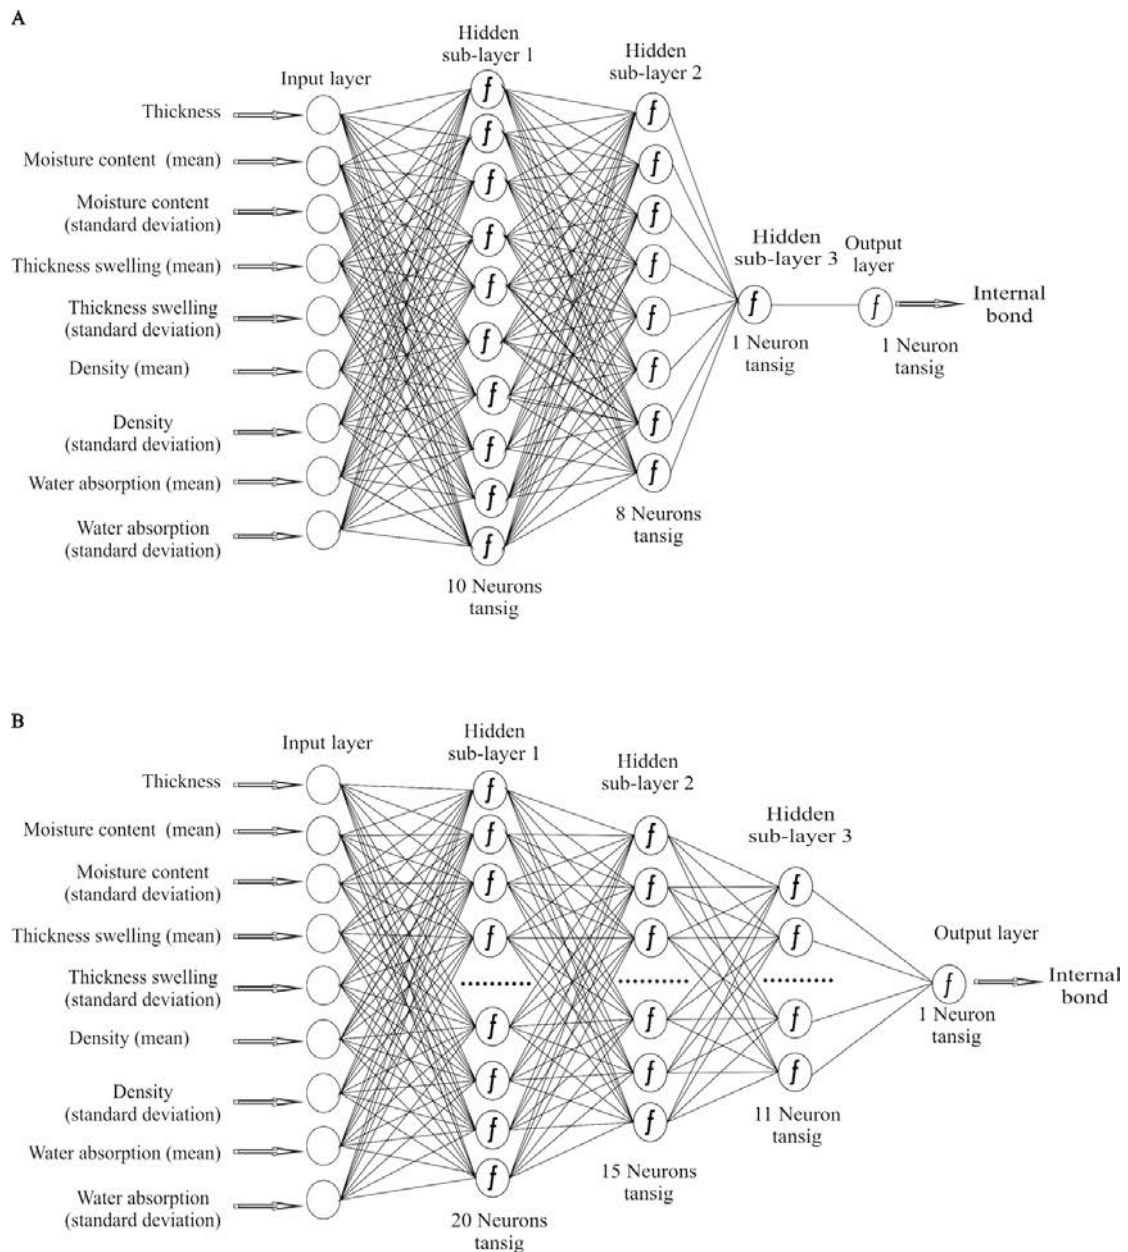 A
Hidden
sub-layer 1
Hidden
sub-layer 2
Input layer
Thickness
Moisture content (mean)
Moisture content
(standard deviation)
Thickness swelling (mean)
Thickness swelling
(standard deviation)
Density (mean)
Density
(standard deviation)
Water absorption (mean)
Water absorption
(standard deviation)
f
f
f
f
f
f
f
f
f
f
10 Neurons
tansig
f
f
f
f
f
f
f
f
8 Neurons
tansig
Hidden
sub-layer 3
f
1 Neuron
tansig
Output
layer
f
1 Neuron
tansig
Internal
bond
B
Hidden
sub-layer 1
Input layer
Hidden
sub-layer 2
Hidden
sub-layer 3
Thickness
Moisture content (mean)
Moisture content
(standard deviation)
Thickness swelling (mean)
Thickness swelling
(standard deviation)
Density (mean)
Density
(standard deviation)
Water absorption (mean)
Water absorption
(standard deviation)
f
f
f
f
..........
f
f
f
f
20 Neurons
tansig
f
f
f
..........
f
f
f
15 Neurons
tansig
f
f
..........
f
f
11 Neuron
tansig
Output layer
f
1 Neuron
tansig
Internal
bond